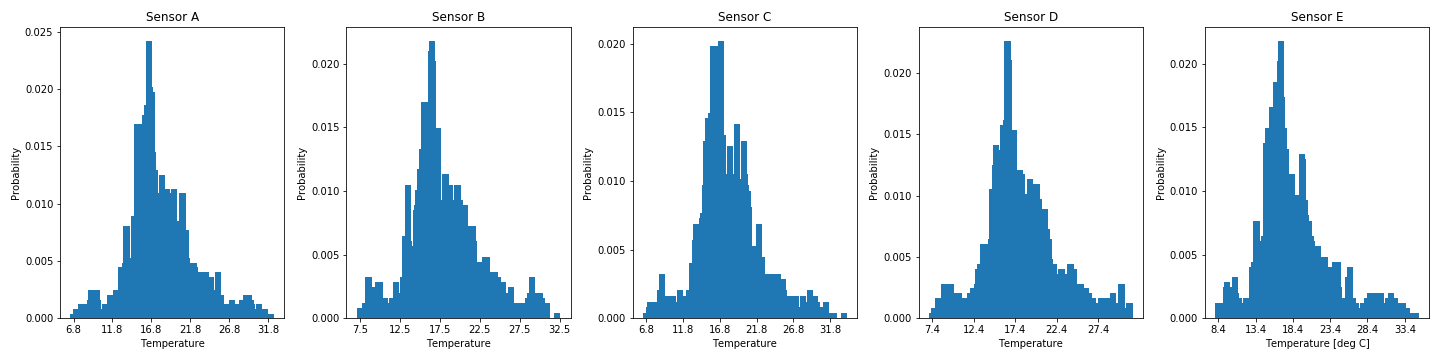 Sensor A
Probability
0.025
0.020
0.015
0.010
0.005
0.000
6.8 11.8 16.8 21.8 26.8 31.8
Temperature
Sensor B
Probability
0.020
0.015
0.010
0.005
0.000
7.5 12.5 17.5 22.5 27.5 32.5
Temperature
Sensor C
Probability
0.020
0.015
0.010
0.005
0.000
6.8 11.8 16.8 21.8 26.8 31.8
Temperature
Sensor D
Probability
0.020
0.015
0.010
0.005
0.000
7.4 12.4 17.4 22.4 27.4
Temperature
Sensor E
Probability
0.020
0.015
0.010
0.005
0.000
8.4 13.4 18.4 23.4 28.4 33.4
Temperature [deg C]